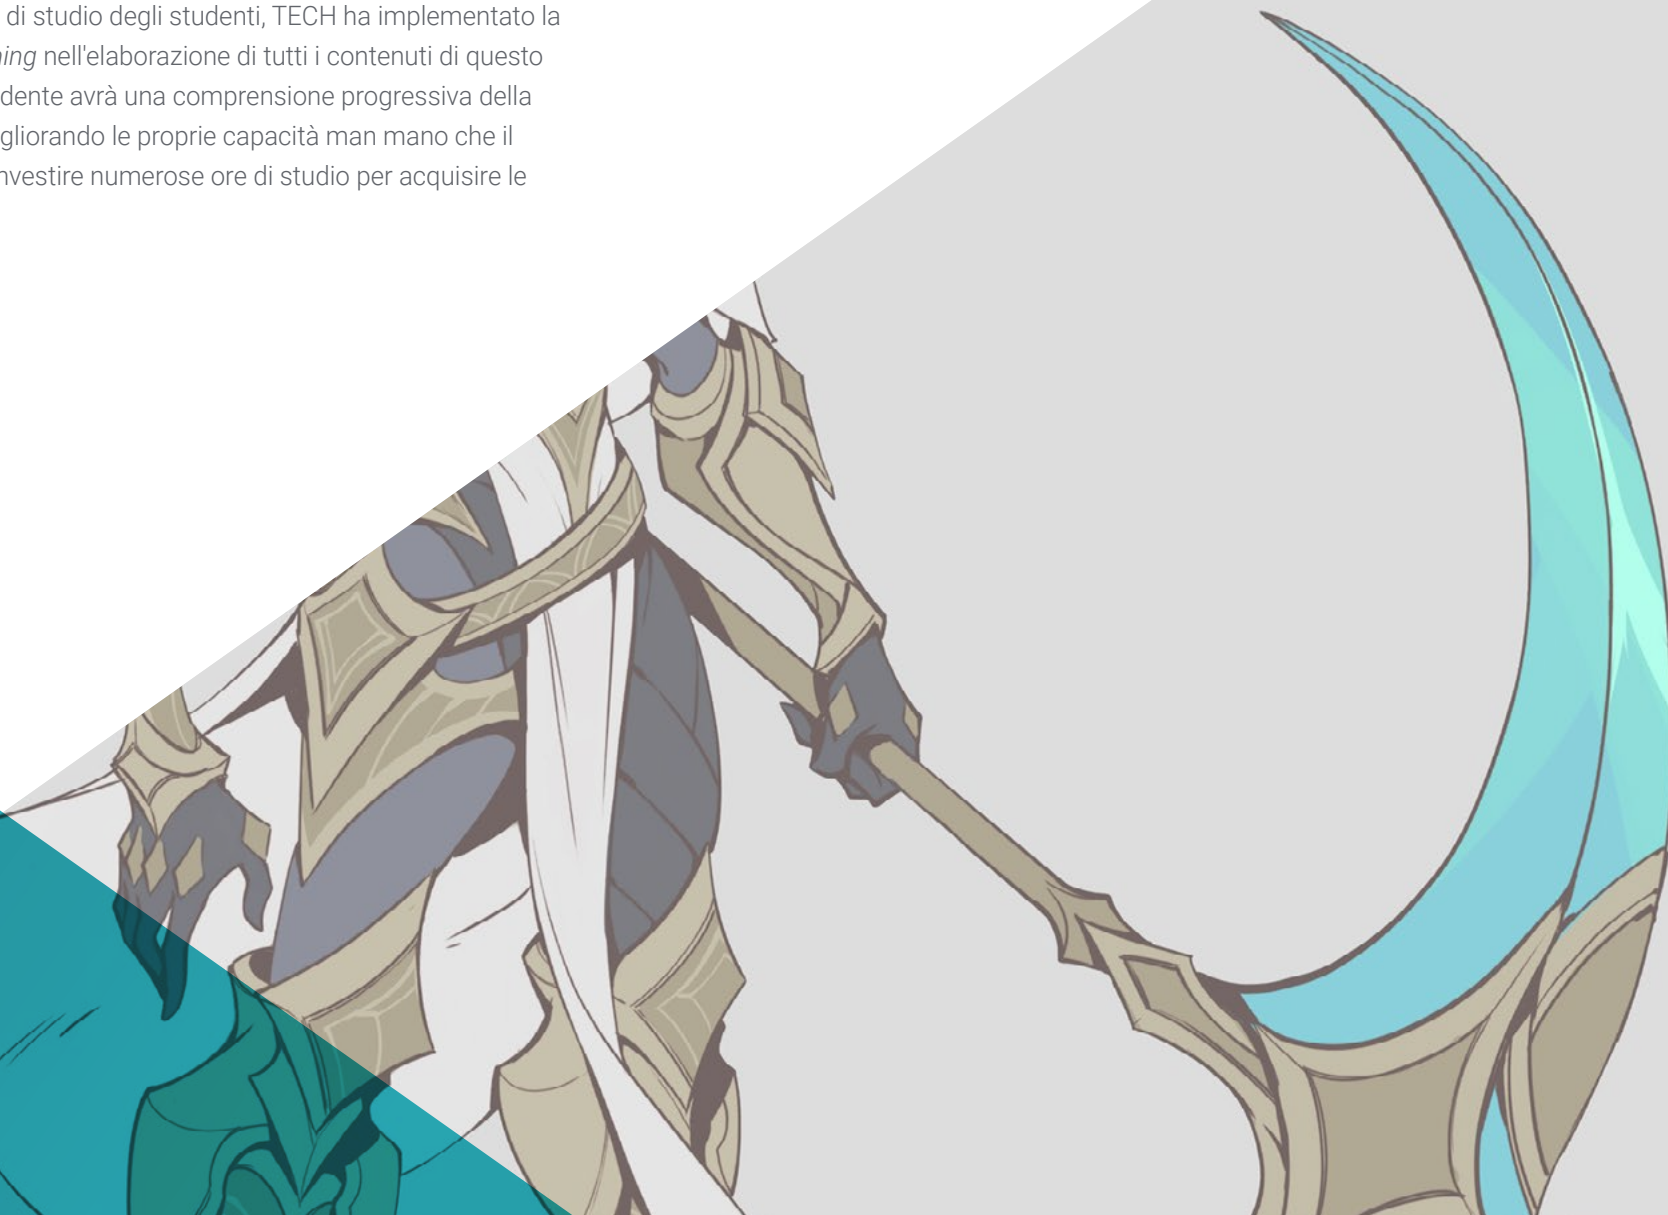 di studio degli studenti, TECH ha implementato la
ning nell'elaborazione di tutti i contenuti di questo
dente avrà una comprensione progressiva della
gliorando le proprie capacità man mano che il
nvestire numerose ore di studio per acquisire le